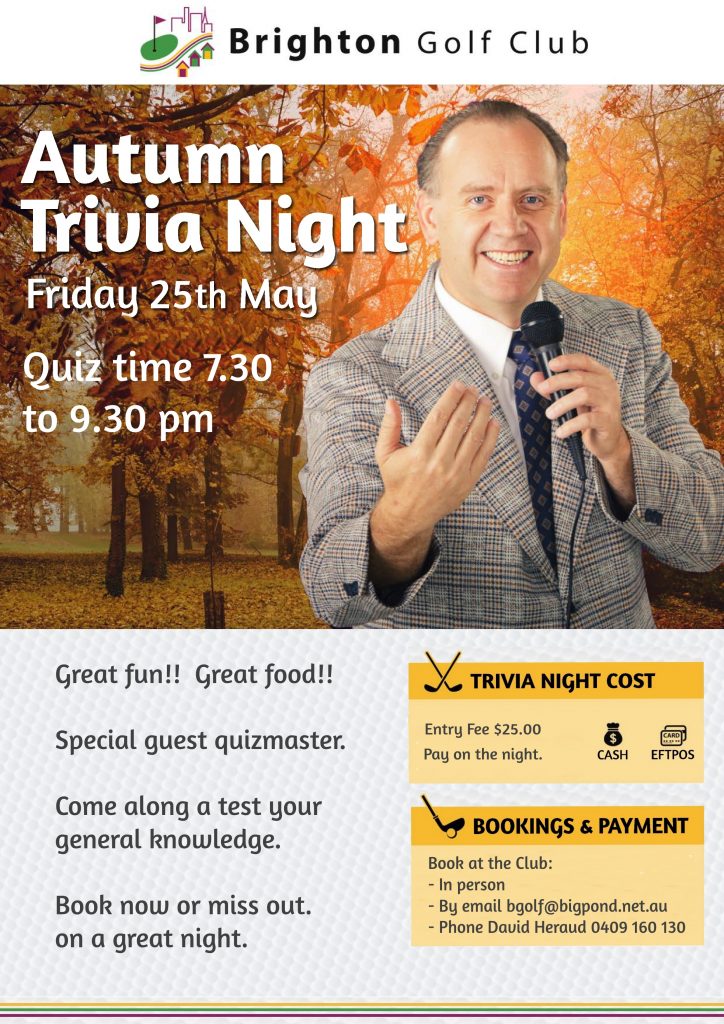 Brighton Golf Club
Autumn
Trivia Night
Friday 25th May
Quiz time 7.30
to 9.30 pm
Great fun!! Great food!!
Special guest quizmaster.
Come along a test your
general knowledge.
Book now or miss out.
on a great night.
TRIVIA NIGHT COST
Entry Fee $25.00
Pay on the night.
$
CASH
CARD
EFTPOS
BOOKINGS & PAYMENT
Book at the Club:
- In person
- By email bgolf@bigpond.net.au
- Phone David Heraud 0409 160 130